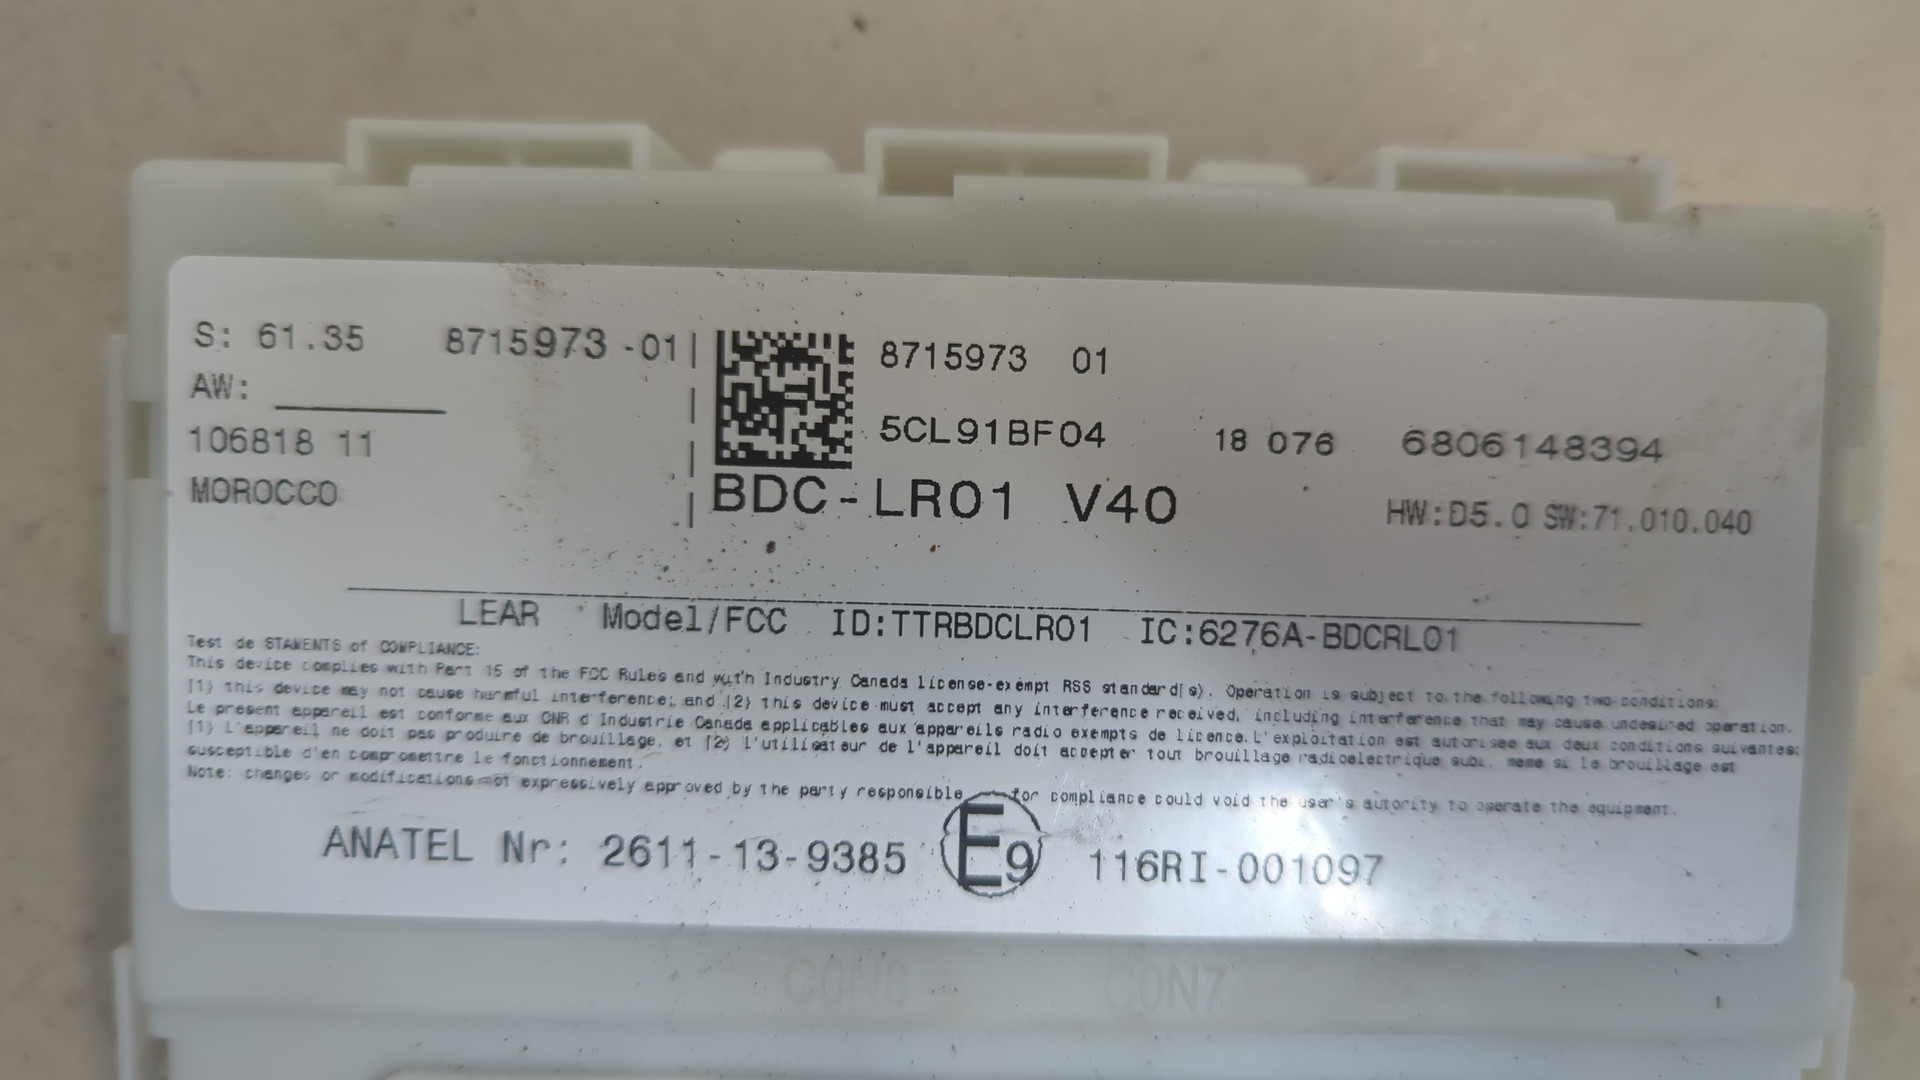 S: 61.35 8715973 -01
AW:
106818 11
MOROCCO
8715973 01
5CL91BF04 18 076 6806148394
BDC-LR01 V40
HW:D5.0 SW:71.010.040
LEAR Model/FCC ID:TTRBDCLR01 IC:6276A-BDCRL01
Test de STAMENTS of COMPLIANCE:
This device complies with Part 15 of the FCC Rules and with Industry Canada license-exempt RSS standard(s). Operation is subject to the following two conditions:
(1) this device may not cause harmful interference; and (2) this device must accept any interference received, including interference that may cause undesired operation.
Le present appareil est conforme aux CNR d'Industrie Canada applicables aux appareils radio exempts de licence. L'exploitation est autorisee aux deux conditions suivantes:
(1) L'appareil ne doit pas produire de brouillage, et (2) L'utilisateur de l'appareil doit accepter tout brouillage radioelectrique subi, meme si le brouillage est
susceptible d'en compromettre le fonctionnement.
Note: changes or modifications not expressively approved by the party responsible for compliance could void the user's autority to operate the equipment.
ANATEL Nr: 2611-13-9385 E9 116RI-001097
CON8 CON7